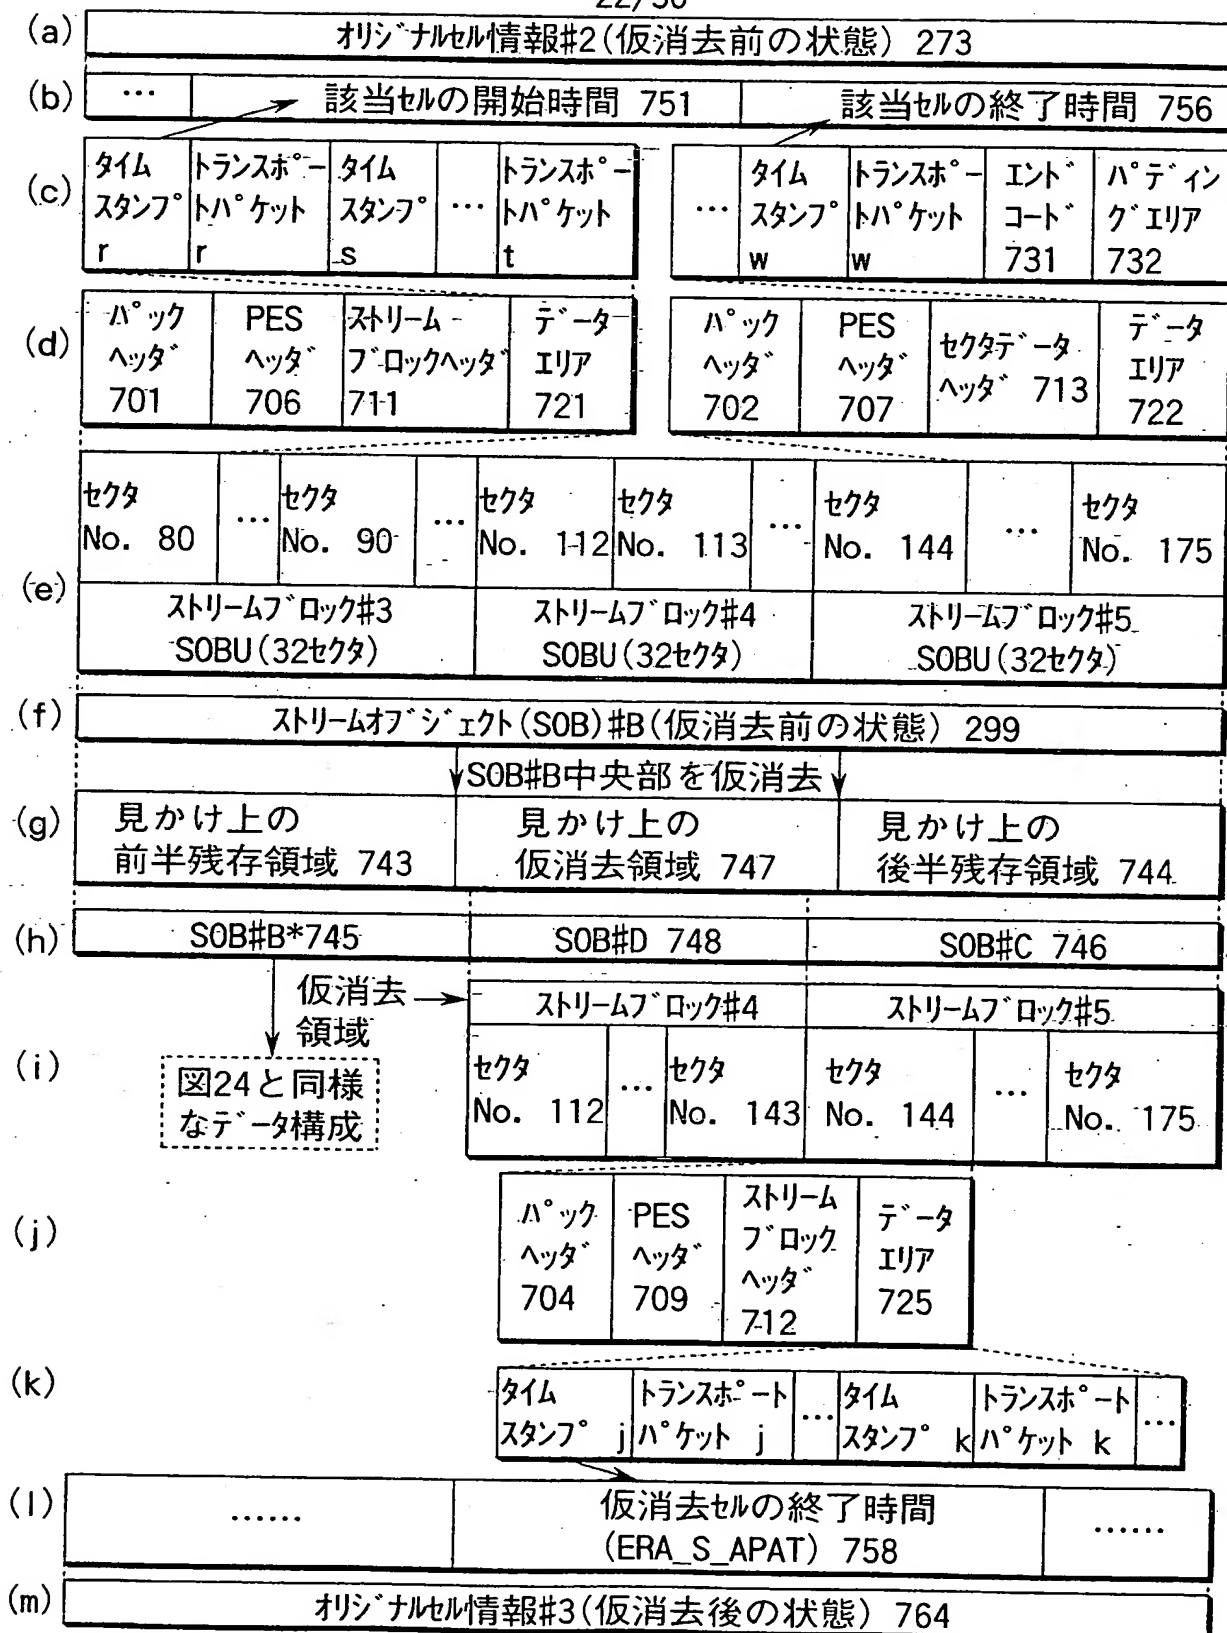 22/50
(a)
オリジナルセル情報#2(仮消去前の状態) 273
(b)
… 該当セルの開始時間 751 該当セルの終了時間 756
(c)
タイム
スタンプ
r
トランスポー
トパケット
r
タイム
スタンプ
s
…
トランスポー
トパケット
t
…
タイム
スタンプ
w
トランスポー
トパケット
w
エンド
コード
731
パディン
グエリア
732
(d)
パック
ヘッダ
701
PES
ヘッダ
706
ストリーム
ブロックヘッダ
711
データ
エリア
721
パック
ヘッダ
702
PES
ヘッダ
707
セクタデータ
ヘッダ 713
データ
エリア
722
(e)
セクタ
No. 80
…
セクタ
No. 90
…
セクタ
No. 112
セクタ
No. 113
…
セクタ
No. 144
…
セクタ
No. 175
ストリームブロック#3
SOBU(32セクタ)
ストリームブロック#4
SOBU(32セクタ)
ストリームブロック#5
SOBU(32セクタ)
(f)
ストリームオブジェクト(SOB)#B(仮消去前の状態) 299
SOB#B中央部を仮消去
(g)
見かけ上の
前半残存領域 743
見かけ上の
仮消去領域 747
見かけ上の
後半残存領域 744
(h)
SOB#B*745 SOB#D 748 SOB#C 746
仮消去
領域
図24と同様
なデータ構成
(i)
ストリームブロック#4 ストリームブロック#5
セクタ
No. 112
…
セクタ
No. 143
セクタ
No. 144
…
セクタ
No. 175
(j)
パック
ヘッダ
704
PES
ヘッダ
709
ストリーム
ブロック
ヘッダ
712
データ
エリア
725
(k)
タイム
スタンプ j
トランスポート
パケット j
…
タイム
スタンプ k
トランスポート
パケット k
…
(l)
……
仮消去セルの終了時間
(ERA_S_APAT) 758
……
(m)
オリジナルセル情報#3(仮消去後の状態) 764